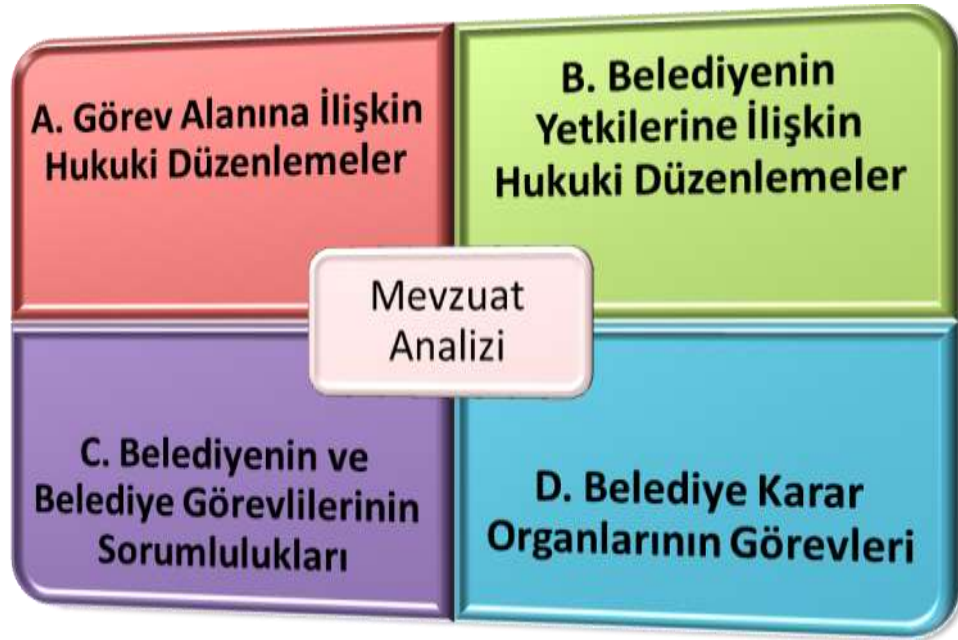 A. Görev Alanına İlişkin
Hukuki Düzenlemeler
B. Belediyenin
Yetkilerine İlişkin
Hukuki Düzenlemeler
Mevzuat
Analizi
C. Belediyenin ve
Belediye Görevlilerinin
Sorumlulukları
D. Belediye Karar
Organlarının Görevleri